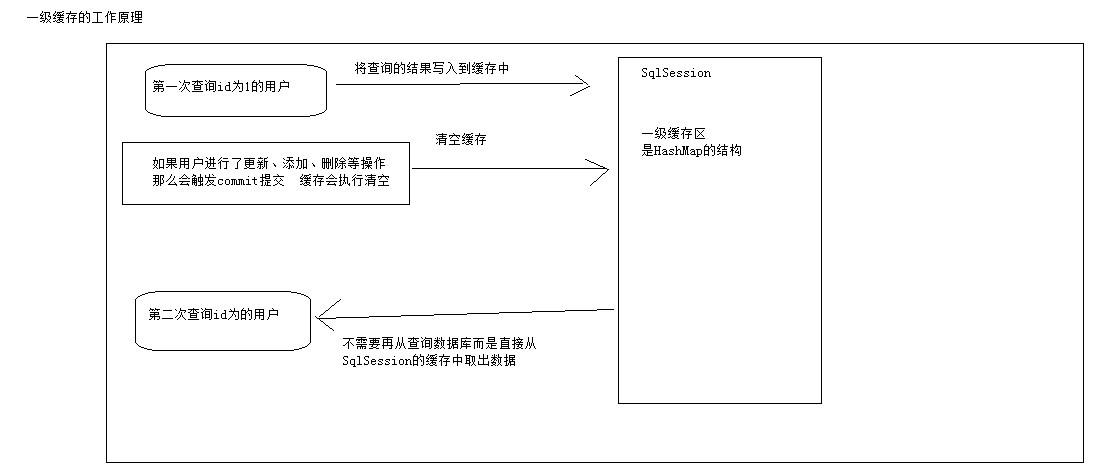 一级缓存的工作原理
第一次查询id为1的用户
将查询的结果写入到缓存中
SqlSession
一级缓存区
是HashMap的结构
清空缓存
如果用户进行了更新、添加、删除等操作
那么会触发commit提交 缓存会执行清空
第二次查询id为的用户
不需要再从查询数据库而是直接从
SqlSession的缓存中取出数据